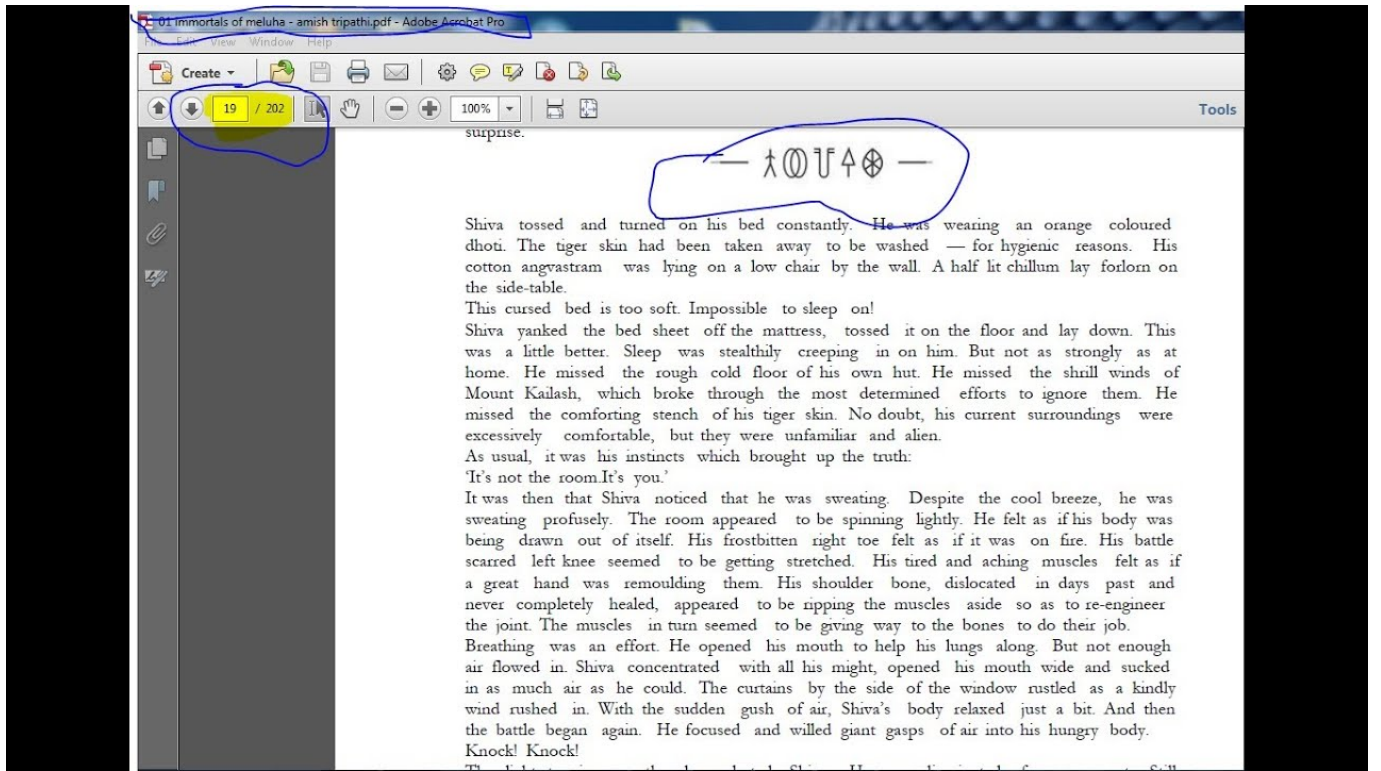 01 Immortals of meluha - amish tripathi.pdf - Adobe Acrobat Pro
File Edit View Window Help
Create
19 / 202 100% Tools
surprise.
Shiva tossed and turned on his bed constantly. He was wearing an orange coloured
dhoti. The tiger skin had been taken away to be washed — for hygienic reasons. His
cotton angvastram was lying on a low chair by the wall. A half lit chillum lay forlorn on
the side-table.
This cursed bed is too soft. Impossible to sleep on!
Shiva yanked the bed sheet off the mattress, tossed it on the floor and lay down. This
was a little better. Sleep was stealthily creeping in on him. But not as strongly as at
home. He missed the rough cold floor of his own hut. He missed the shrill winds of
Mount Kailash, which broke through the most determined efforts to ignore them. He
missed the comforting stench of his tiger skin. No doubt, his current surroundings were
excessively comfortable, but they were unfamiliar and alien.
As usual, it was his instincts which brought up the truth:
‘It’s not the room.It’s you.’
It was then that Shiva noticed that he was sweating. Despite the cool breeze, he was
sweating profusely. The room appeared to be spinning lightly. He felt as if his body was
being drawn out of itself. His frostbitten right toe felt as if it was on fire. His battle
scarred left knee seemed to be getting stretched. His tired and aching muscles felt as if
a great hand was remoulding them. His shoulder bone, dislocated in days past and
never completely healed, appeared to be ripping the muscles aside so as to re-engineer
the joint. The muscles in turn seemed to be giving way to the bones to do their job.
Breathing was an effort. He opened his mouth to help his lungs along. But not enough
air flowed in. Shiva concentrated with all his might, opened his mouth wide and sucked
in as much air as he could. The curtains by the side of the window rustled as a kindly
wind rushed in. With the sudden gush of air, Shiva’s body relaxed just a bit. And then
the battle began again. He focused and willed giant gasps of air into his hungry body.
Knock! Knock!